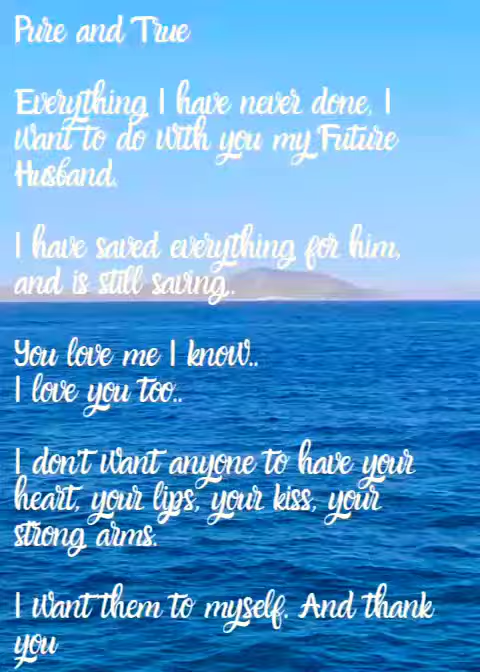 Pure and True
Everything I have never done, I
want to do with you my Future
Husband.
I have saved everything for him,
and is still saving..
You love me I know..
I love you too..
I don't want anyone to have your
heart, your lips, your kiss, your
strong arms.
I want them to myself. And thank
you